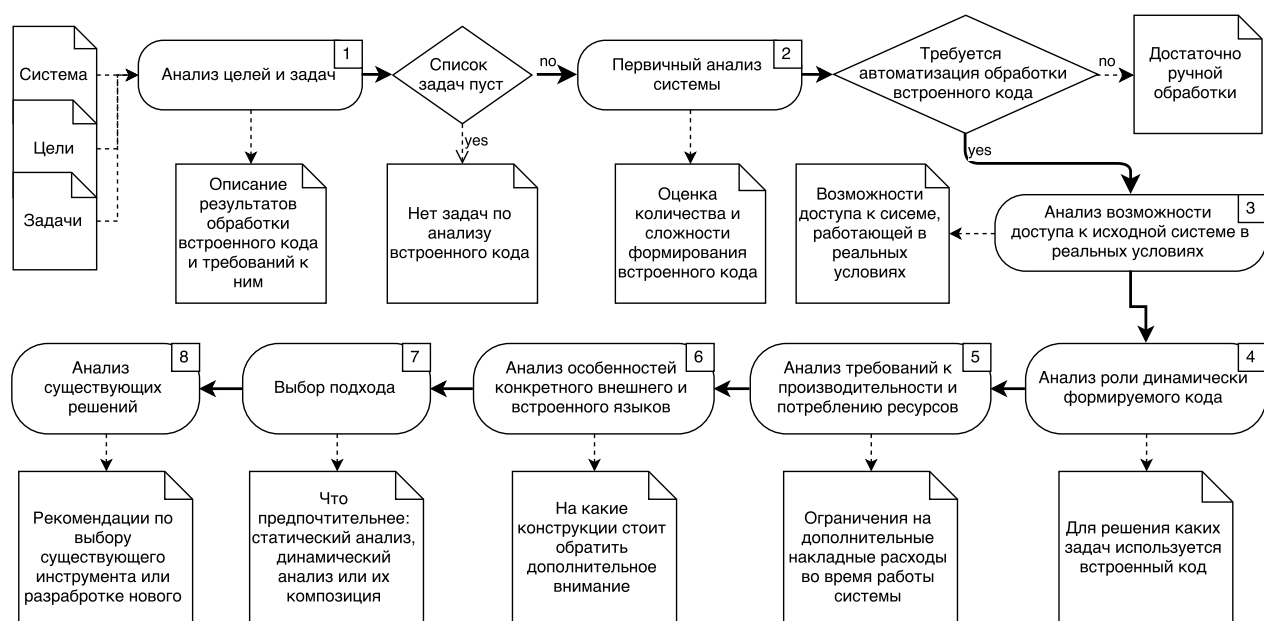 Система
Цели
Задачи
Анализ целей и задач
1
Список
задач пуст
no
yes
Первичный анализ
системы
2
Требуется
автоматизация обработки
встроенного кода
no
yes
Достаточно
ручной
обработки
Описание
результатов
обработки
встроенного кода
и требований к
ним
Нет задач по
анализу
встроенного кода
Оценка
количества и
сложности
формирования
встроенного кода
Возможности
доступа к сисеме,
работающей в
реальных
условиях
Анализ возможности
доступа к исходной системе в
реальных условиях
3
Анализ
существующих
решений
8
Выбор подхода
7
Анализ особенностей
конкретного внешнего и
встроенного языков
6
Анализ требований к
производительности и
потреблению ресурсов
5
Анализ роли динамически
формируемого кода
4
Рекомендации по
выбору
существующего
инструмента или
разрабротке нового
Что
предпочтительнее:
статический анализ,
динамический
анализ или их
композиция
На какие
конструкции стоит
обратить
дополнительное
внимание
Ограничения на
дополнительные
накладные расходы
во время работы
системы
Для решения каких
задач используется
встроенный код